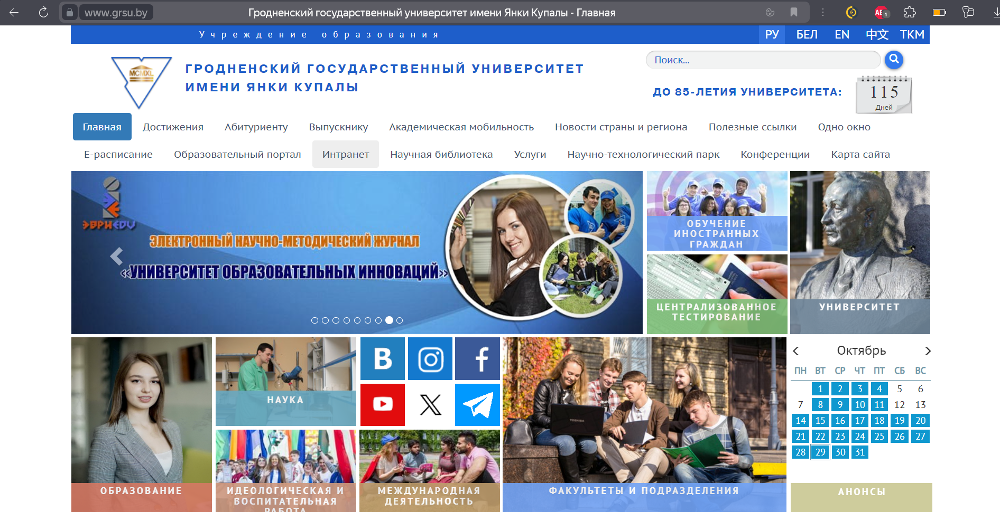 www.grsu.by
Гродненский государственный университет имени Янки Купалы - Главная
1
Учреждение образования
РУ БЕЛ EN 中文 ТКМ
MCMXL
ГРОДНЕНСКИЙ ГОСУДАРСТВЕННЫЙ УНИВЕРСИТЕТ
ИМЕНИ ЯНКИ КУПАЛЫ
Поиск...
ДО 85-ЛЕТИЯ УНИВЕРСИТЕТА:
115
Дней
Главная Достижения Абитуриенту Выпускнику Академическая мобильность Новости страны и региона Полезные ссылки Одно окно
Е-расписание Образовательный портал Интранет Научная библиотека Услуги Научно-технологический парк Конференции Карта сайта
ЭВРИEDU
ЭЛЕКТРОННЫЙ НАУЧНО-МЕТОДИЧЕСКИЙ ЖУРНАЛ
«УНИВЕРСИТЕТ ОБРАЗОВАТЕЛЬНЫХ ИННОВАЦИЙ»
ОБУЧЕНИЕ
ИНОСТРАННЫХ
ГРАЖДАН
ЦЕНТРАЛИЗОВАННОЕ
ТЕСТИРОВАНИЕ
УНИВЕРСИТЕТ
ОБРАЗОВАНИЕ
НАУКА
ИДЕОЛОГИЧЕСКАЯ И
ВОСПИТАТЕЛЬНАЯ
РАБОТА
МЕЖДУНАРОДНАЯ
ДЕЯТЕЛЬНОСТЬ
TOSHIBA
ФАКУЛЬТЕТЫ И ПОДРАЗДЕЛЕНИЯ
Октябрь
ПН ВТ СР ЧТ ПТ СБ ВС
1 2 3 4 5 6
7 8 9 10 11 12 13
14 15 16 17 18 19 20
21 22 23 24 25 26 27
28 29 30 31
АНОНСЫ